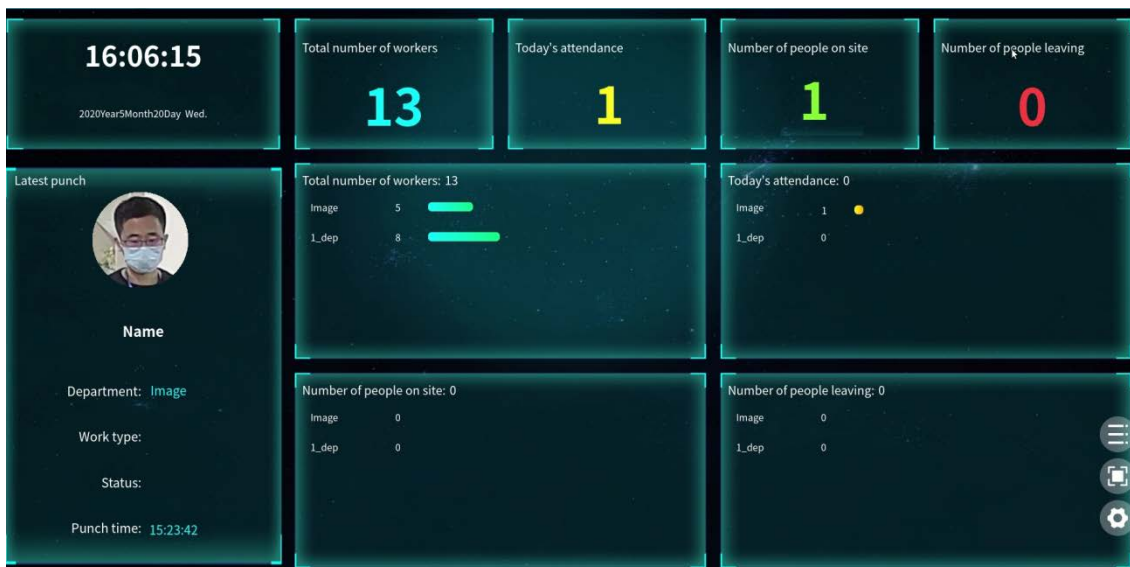 16:06:15
2020Year5Month20Day Wed.
Total number of workers
13
Today's attendance
1
Number of people on site
1
Number of people leaving
0
Latest punch
Name
Department: Image
Work type:
Status:
Punch time: 15:23:42
Total number of workers: 13
Image 5
1_dep 8
Today's attendance: 0
Image 1
1_dep 0
Number of people on site: 0
Image 0
1_dep 0
Number of people leaving: 0
Image 0
1_dep 0